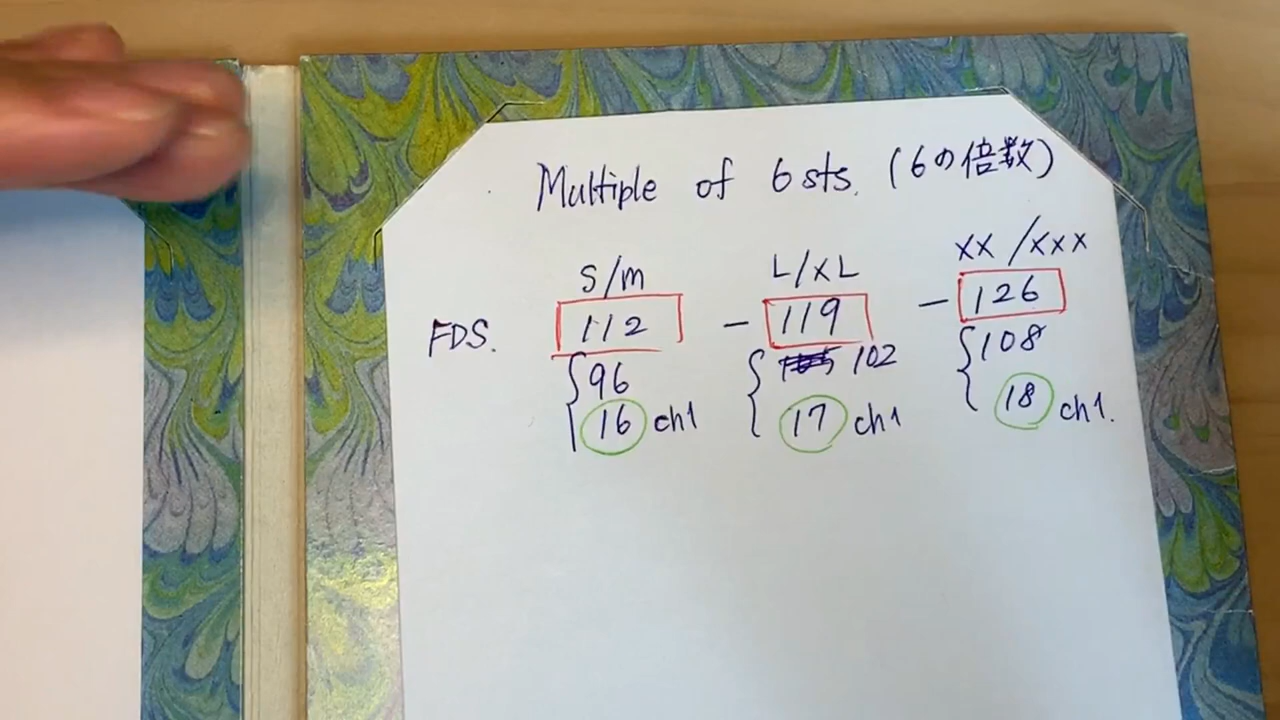 Multiple of 6 sts. (6の倍数)
S/M L/XL XX/XXX
FDS. 112 - 119 - 126
96 102 108
16 ch1 17 ch1 18 ch1.